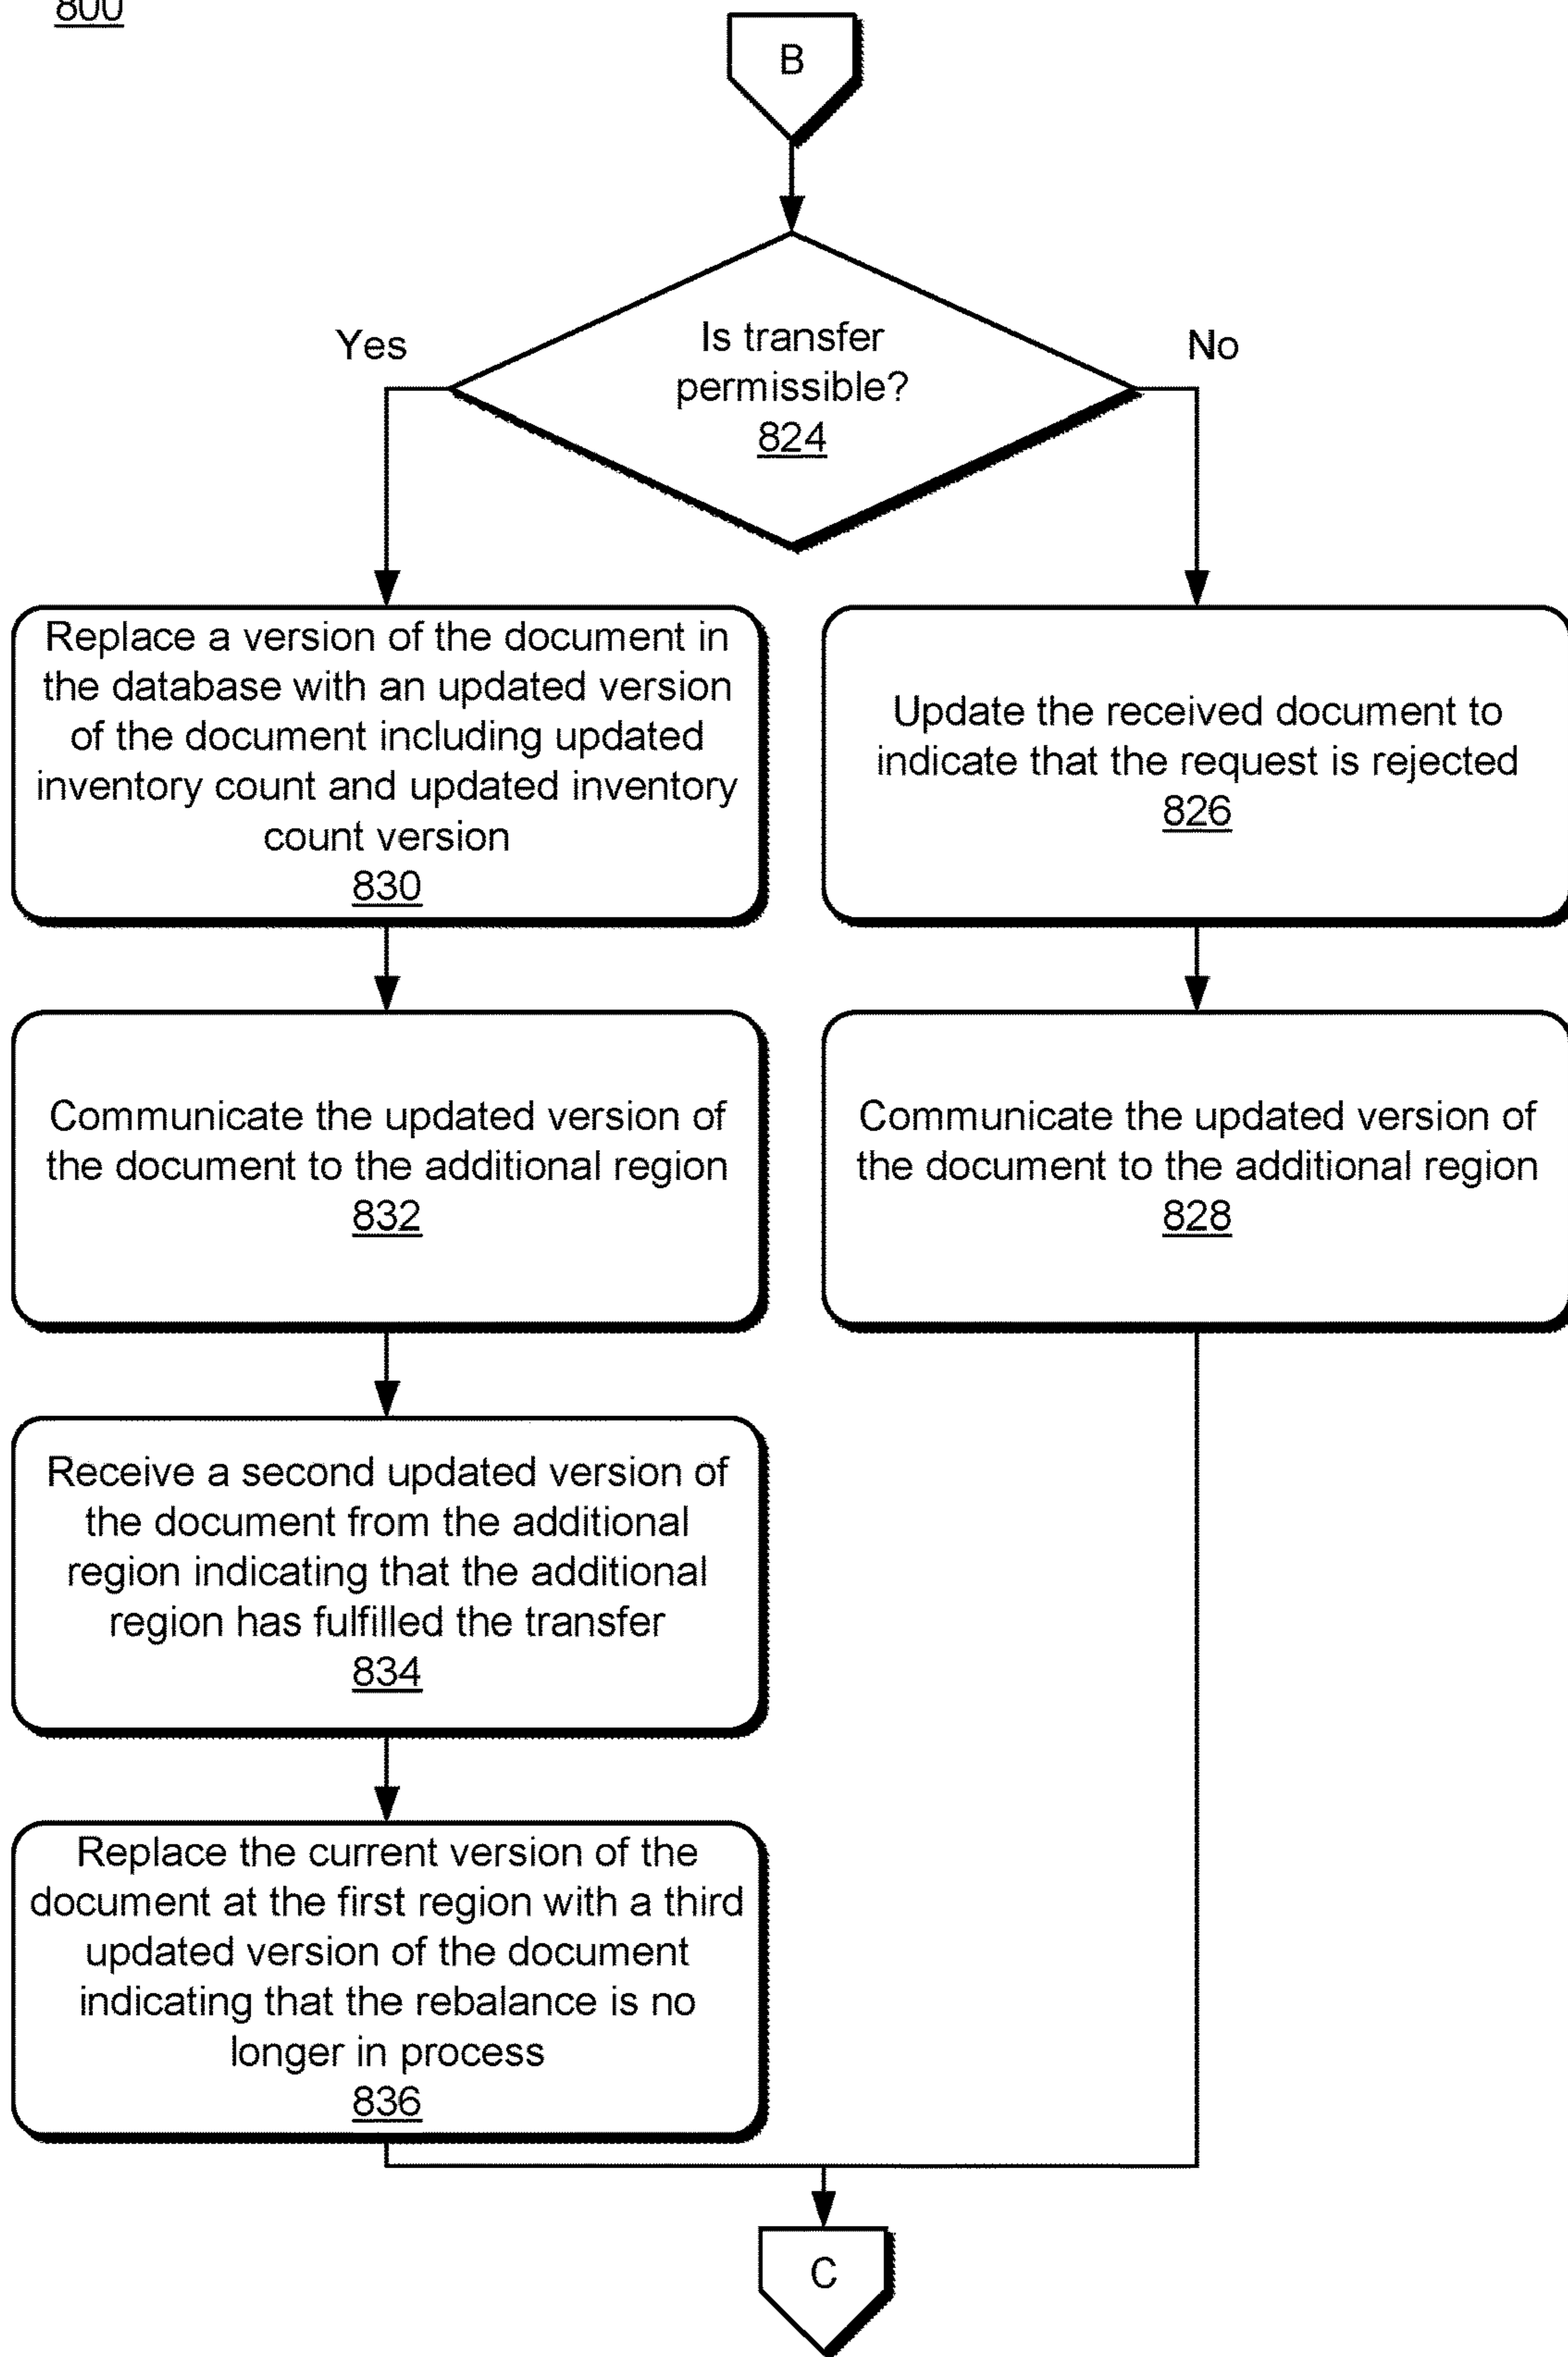 800
B
Is transfer
permissible?
824
Yes
No
Replace a version of the document in
the database with an updated version
of the document including updated
inventory count and updated inventory
count version
830
Update the received document to
indicate that the request is rejected
826
Communicate the updated version of
the document to the additional region
832
Communicate the updated version of
the document to the additional region
828
Receive a second updated version of
the document from the additional
region indicating that the additional
region has fulfilled the transfer
834
Replace the current version of the
document at the first region with a third
updated version of the document
indicating that the rebalance is no
longer in process
836
C